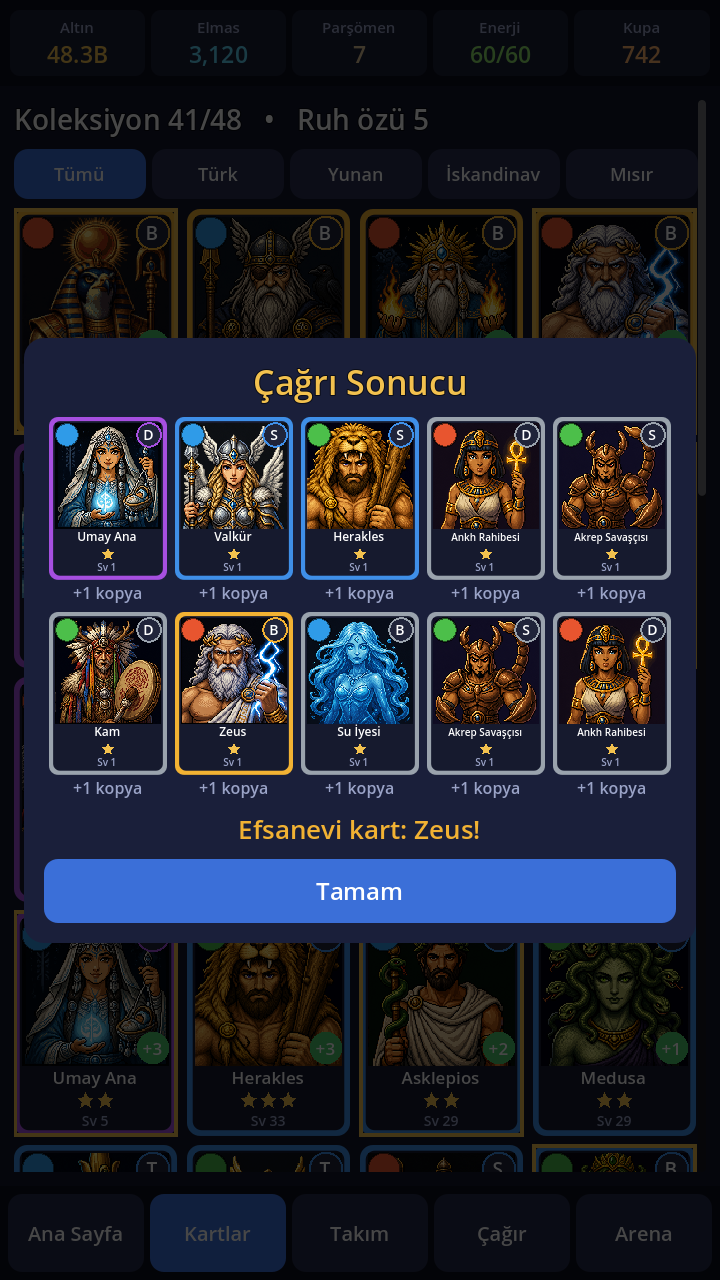 Altın Elmas Parşömen Enerji Kupa
48.3B 3,120 7 60/60 742
Koleksiyon 41/48 • Ruh özü 5
Tümü Türk Yunan İskandinav Mısır
B B B B
Çağrı Sonucu
D S S D S
Umay Ana Valkür Herakles Ankh Rahibesi Akrep Savaşçısı
Sv 1 Sv 1 Sv 1 Sv 1 Sv 1
+1 kopya +1 kopya +1 kopya +1 kopya +1 kopya
D B B S D
Kam Zeus Su İyesi Akrep Savaşçısı Ankh Rahibesi
Sv 1 Sv 1 Sv 1 Sv 1 Sv 1
+1 kopya +1 kopya +1 kopya +1 kopya +1 kopya
Efsanevi kart: Zeus!
Tamam
+3 +3 +2 +1
Umay Ana Herakles Asklepios Medusa
Sv 5 Sv 33 Sv 29 Sv 29
T T S B
Ana Sayfa Kartlar Takım Çağır Arena